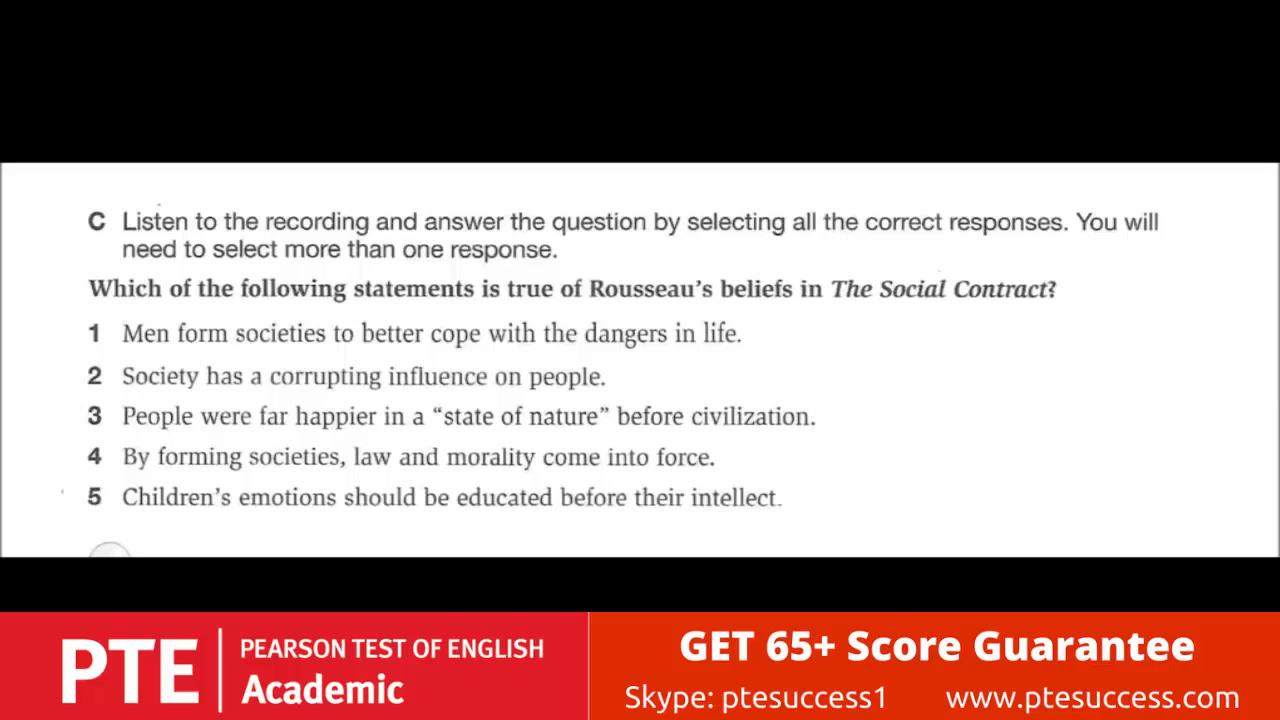 C Listen to the recording and answer the question by selecting all the correct responses. You will
need to select more than one response.
Which of the following statements is true of Rousseau's beliefs in The Social Contract?
1 Men form societies to better cope with the dangers in life.
2 Society has a corrupting influence on people.
3 People were far happier in a “state of nature” before civilization.
4 By forming societies, law and morality come into force.
5 Children's emotions should be educated before their intellect.
PTE
PEARSON TEST OF ENGLISH
Academic
GET 65+ Score Guarantee
Skype: ptesuccess1 www.ptesuccess.com